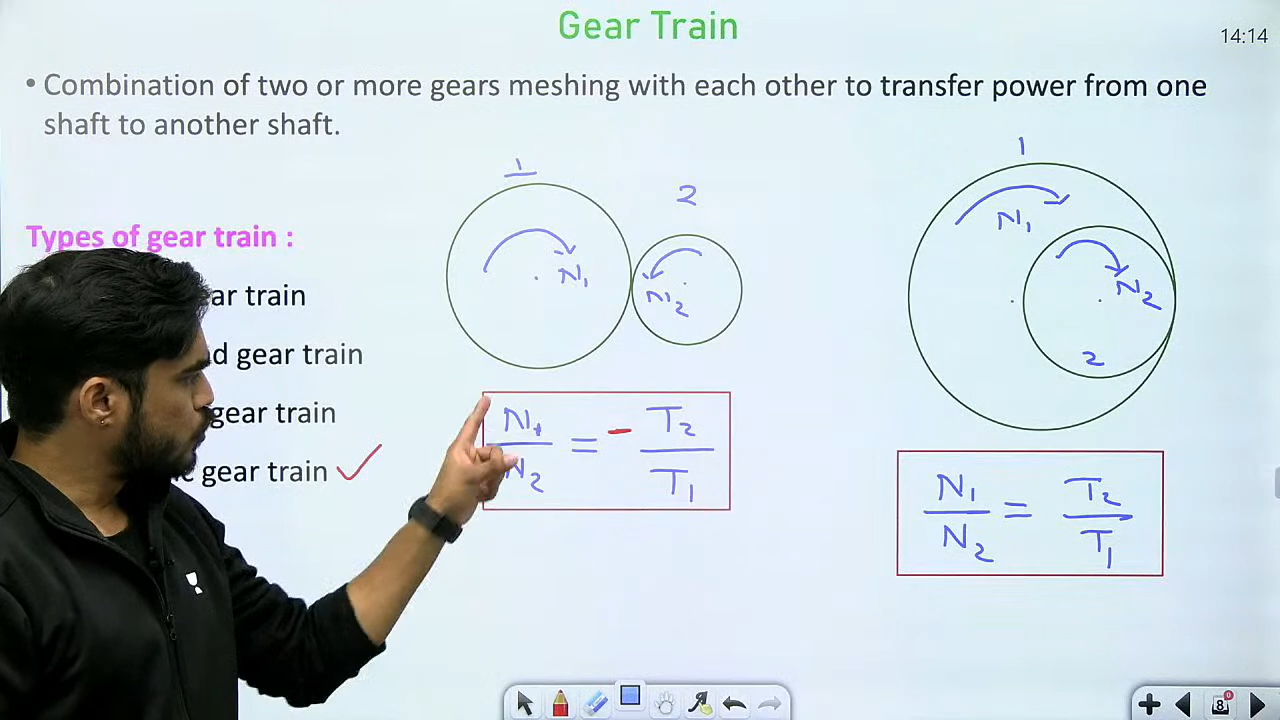 Gear Train
14:14
• Combination of two or more gears meshing with each other to transfer power from one
shaft to another shaft.
1
2
N₁
N₂
1
N₁
N₂
2
Types of gear train :
train
gear train
gear train
gear train
N₁/N₂ = - T₂/T₁
N₁/N₂ = T₂/T₁
8
0